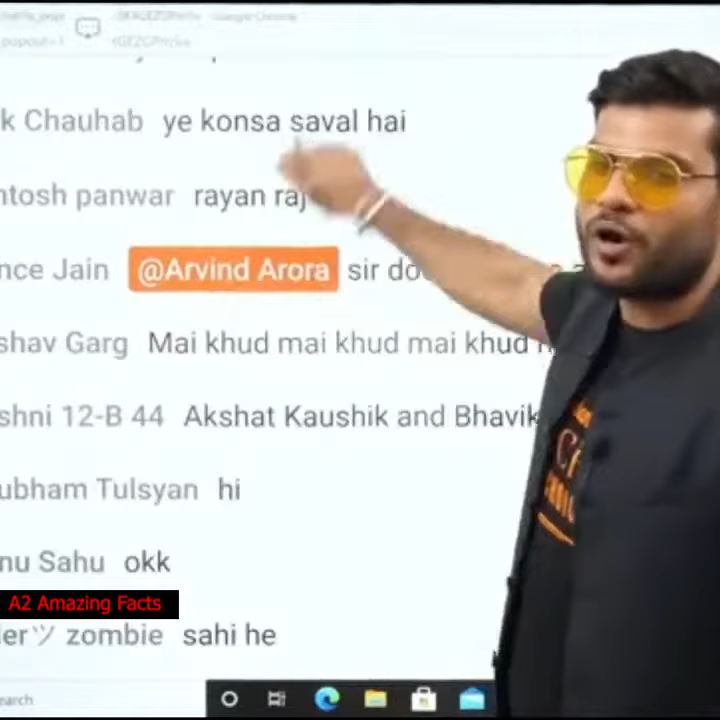 k Chauhab ye konsa saval hai
ntosh panwar rayan raj
nce Jain @Arvind Arora sir do
shav Garg Mai khud mai khud mai khud
shni 12-B 44 Akshat Kaushik and Bhavik
ubham Tulsyan hi
nu Sahu okk
A2 Amazing Facts
erツ zombie sahi he
earch